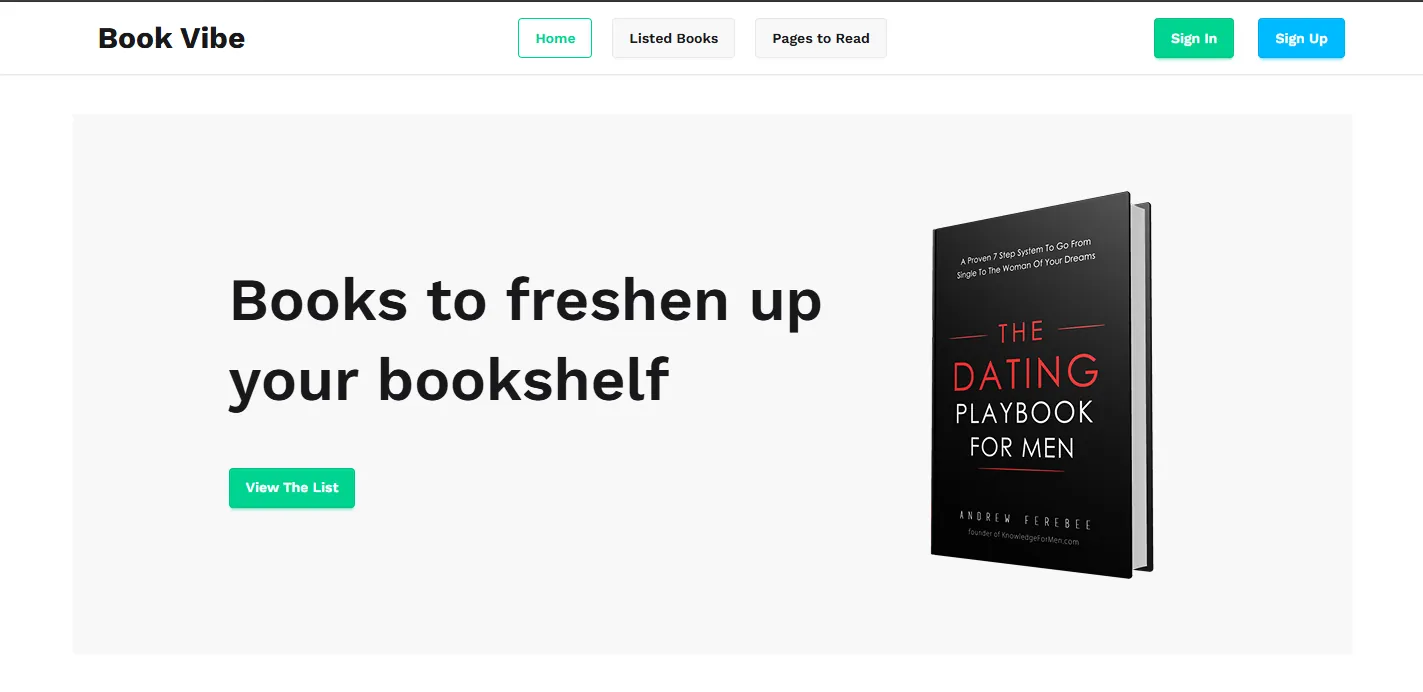 Book Vibe
Home
Listed Books
Pages to Read
Sign In
Sign Up
Books to freshen up
your bookshelf
View The List
A Proven 7 Step System To Go From
Single To The Woman Of Your Dreams
THE
DATING
PLAYBOOK
FOR MEN
ANDREW FEREBEE
founder of KnowledgeForMen.com